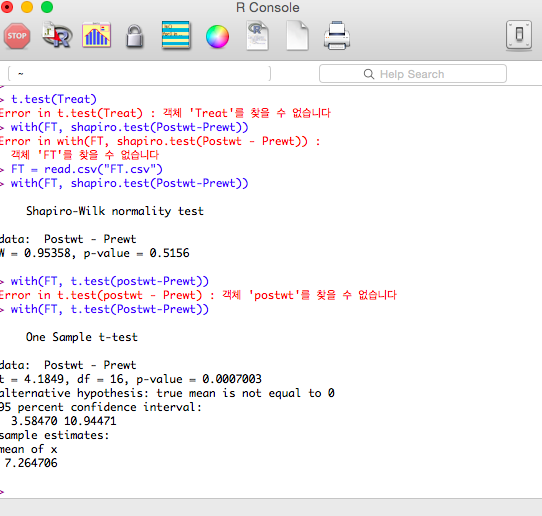 R Console
STOP
~
Help Search
> t.test(Treat)
Error in t.test(Treat) : 객체 'Treat'를 찾을 수 없습니다
> with(FT, shapiro.test(Postwt-Prewt))
Error in with(FT, shapiro.test(Postwt - Prewt)) :
객체 'FT'를 찾을 수 없습니다
> FT = read.csv("FT.csv")
> with(FT, shapiro.test(Postwt-Prewt))
Shapiro-Wilk normality test
data: Postwt - Prewt
W = 0.95358, p-value = 0.5156
> with(FT, t.test(postwt-Prewt))
Error in t.test(postwt - Prewt) : 객체 'postwt'를 찾을 수 없습니다
> with(FT, t.test(Postwt-Prewt))
One Sample t-test
data: Postwt - Prewt
t = 4.1849, df = 16, p-value = 0.0007003
alternative hypothesis: true mean is not equal to 0
95 percent confidence interval:
3.58470 10.94471
sample estimates:
mean of x
7.264706
>